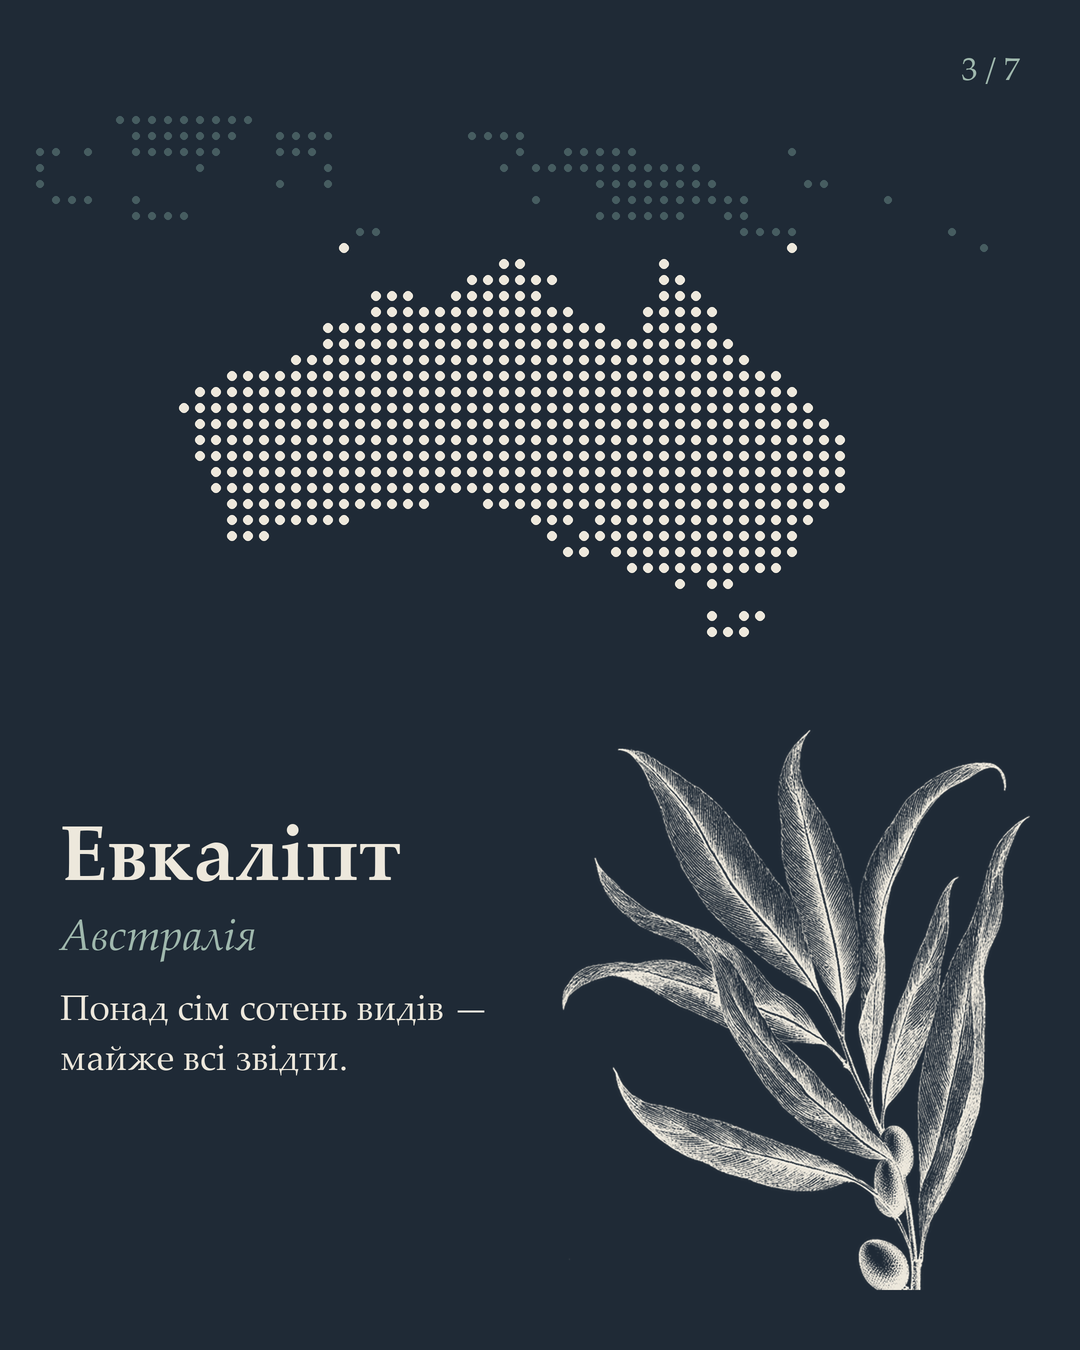 3 / 7
Евкаліпт
Австралія
Понад сім сотень видів —
майже всі звідти.